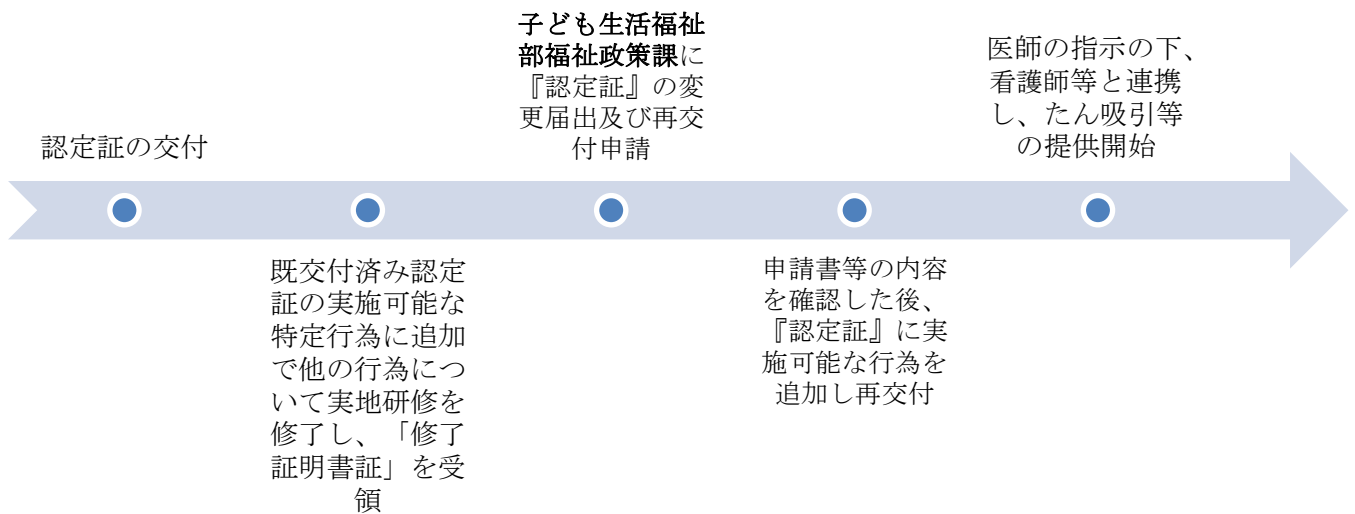 認定証の交付
既交付済み認定
証の実施可能な
特定行為に追加
で他の行為につ
いて実地研修を
修了し、「修了
証明書証」を受
領
子ども生活福祉
部福祉政策課に
『認定証』の変
更届出及び再交
付申請
申請書等の内容
を確認した後、
『認定証』に実
施可能な行為を
追加し再交付
医師の指示の下、
看護師等と連携
し、たん吸引等
の提供開始